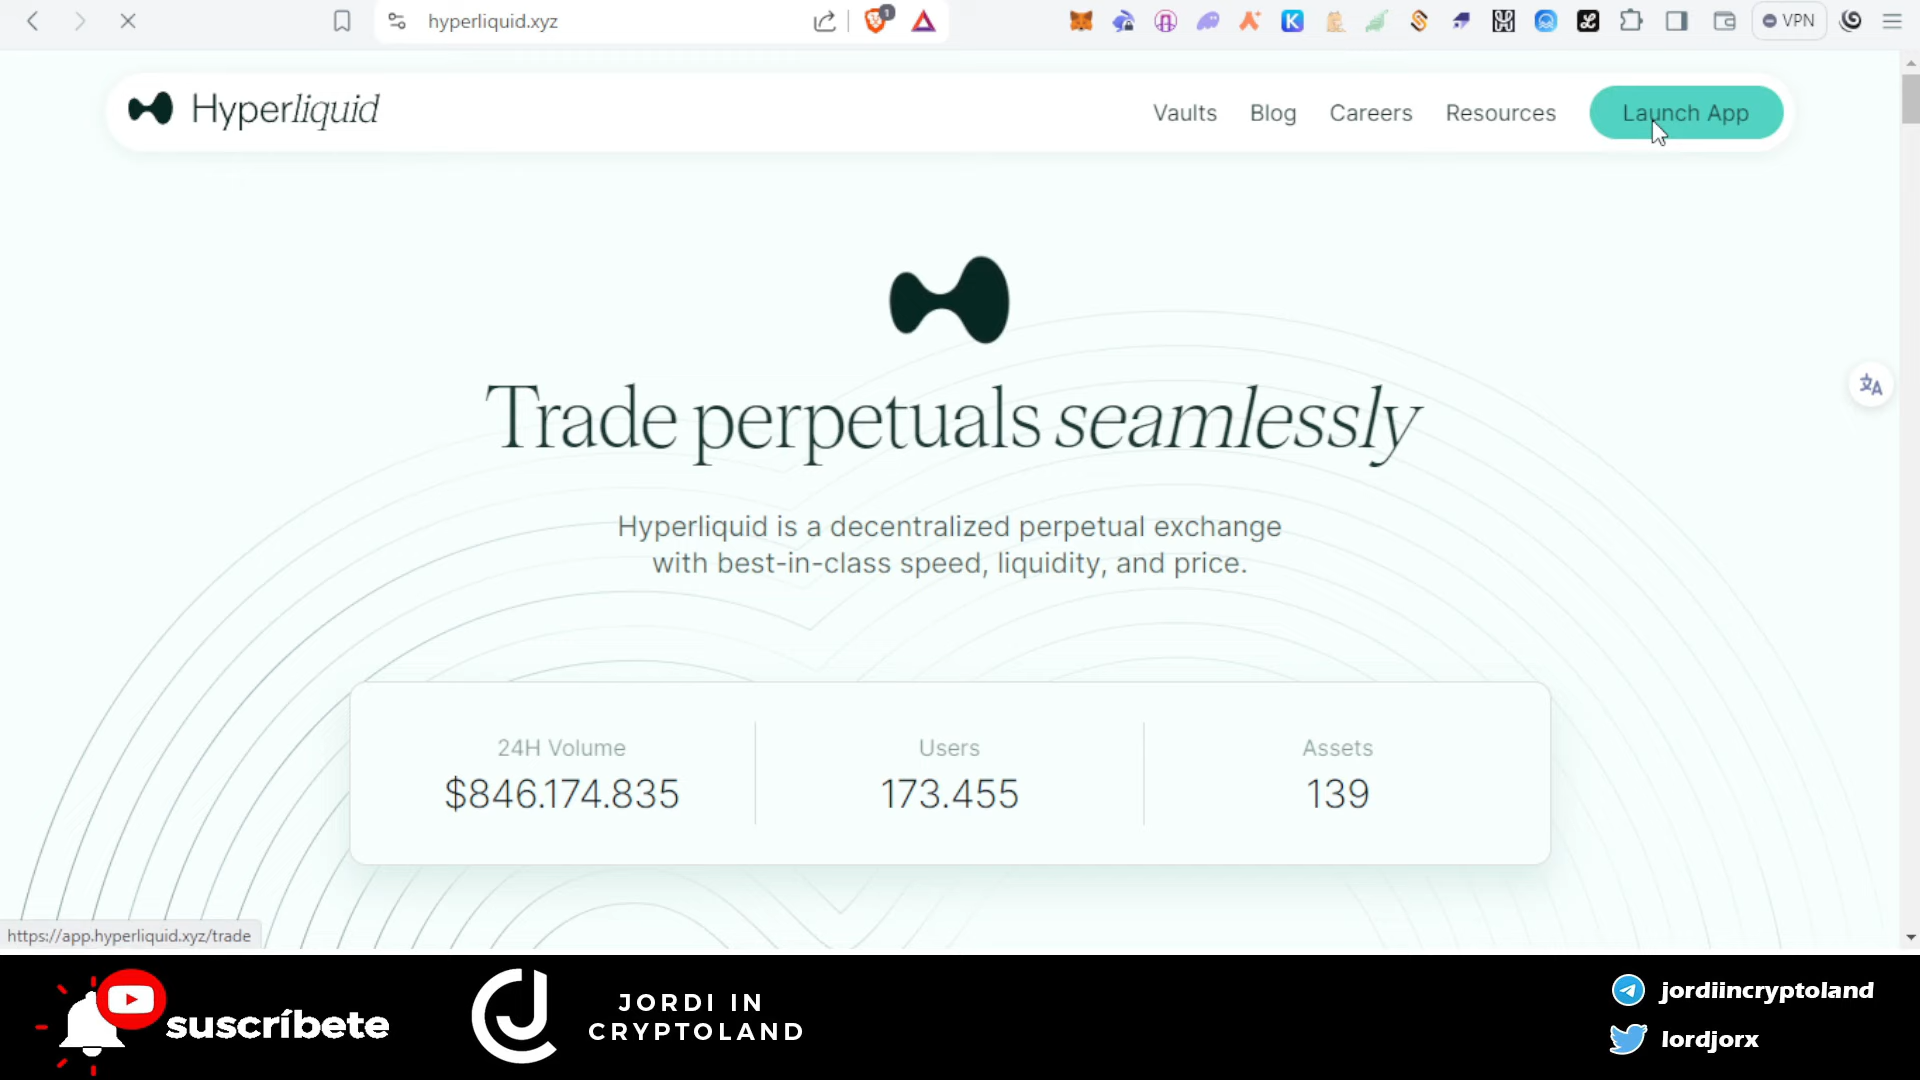 hyperliquid.xyz
1
VPN
Hyperliquid
Vaults
Blog
Careers
Resources
Launch App
Trade perpetuals seamlessly
Hyperliquid is a decentralized perpetual exchange
with best-in-class speed, liquidity, and price.
24H Volume
$846.174.835
Users
173.455
Assets
139
https://app.hyperliquid.xyz/trade
suscríbete
JORDI IN
CRYPTOLAND
jordiincryptoland
lordjorx